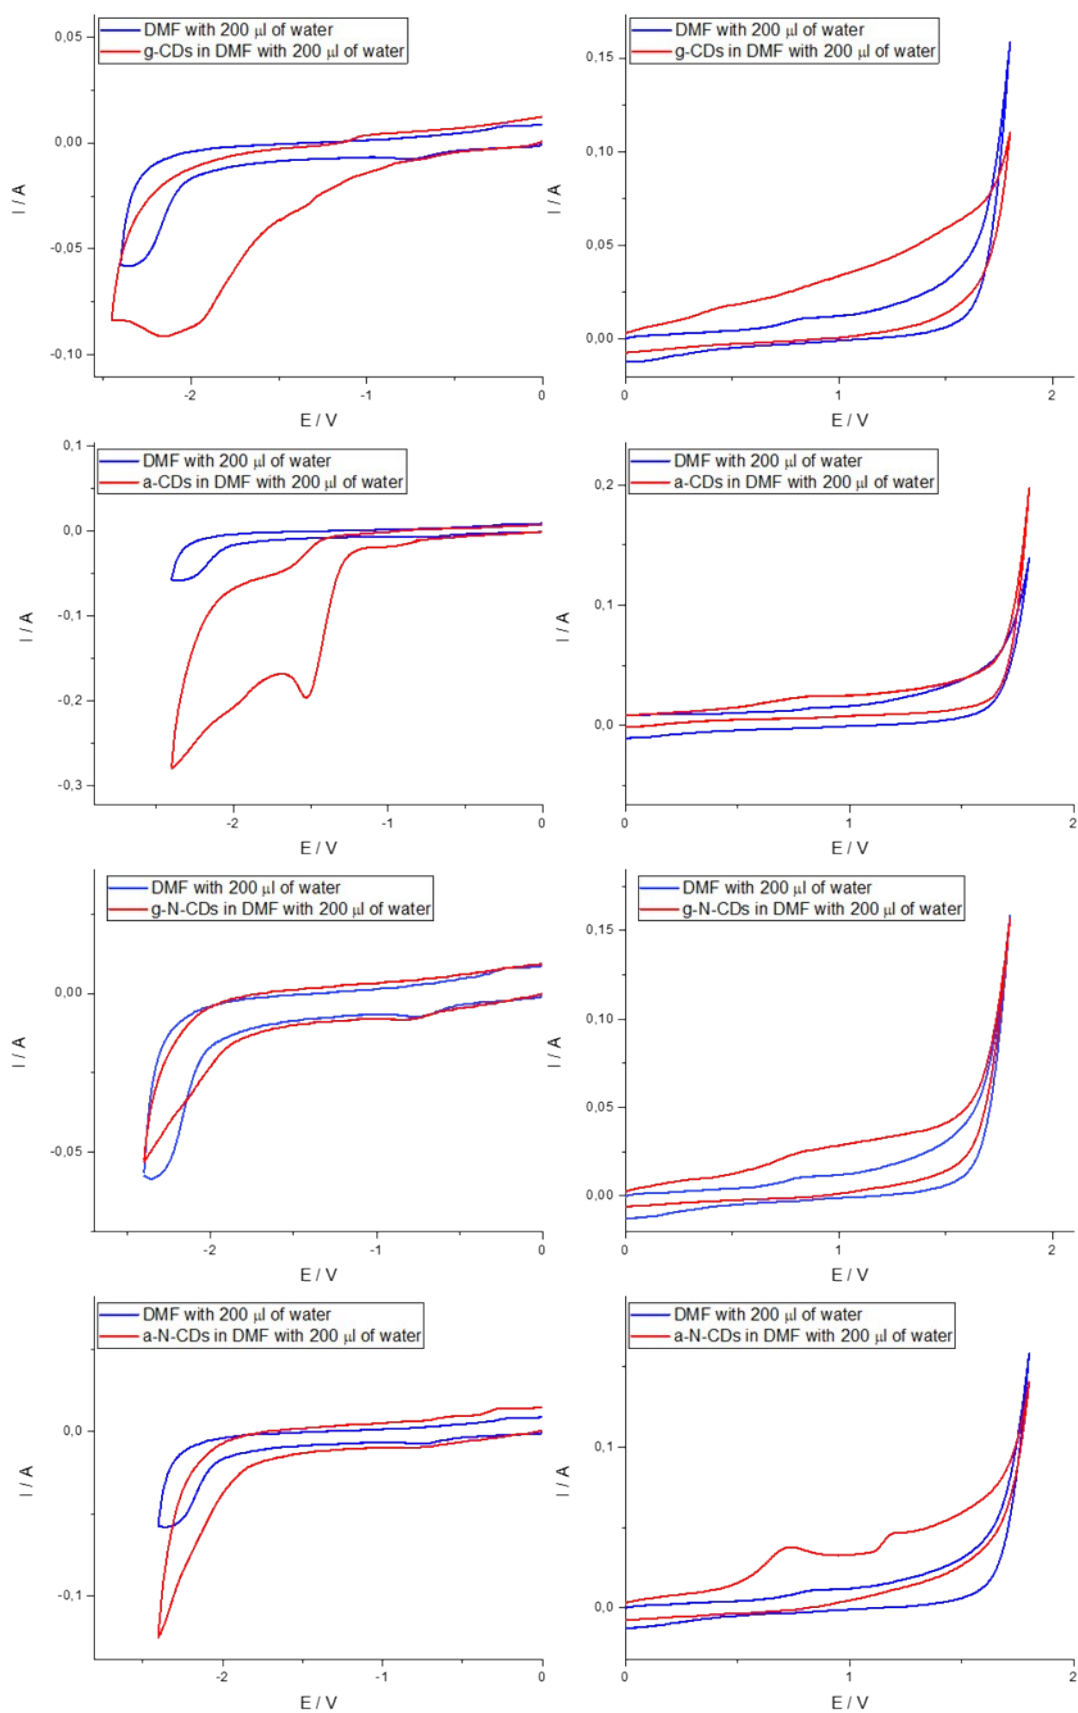 DMF with 200 μl of water
g-CDs in DMF with 200 μl of water
0,05
0,00
-0,05
-0,10
I / A
-2
-1
0
E / V
DMF with 200 μl of water
g-CDs in DMF with 200 μl of water
0,15
0,10
0,05
0,00
I / A
0
1
2
E / V
DMF with 200 μl of water
a-CDs in DMF with 200 μl of water
0,1
0,0
-0,1
-0,2
-0,3
I / A
-2
-1
0
E / V
DMF with 200 μl of water
a-CDs in DMF with 200 μl of water
0,2
0,1
0,0
I / A
0
1
2
E / V
DMF with 200 μl of water
g-N-CDs in DMF with 200 μl of water
0,00
-0,05
I / A
-2
-1
0
E / V
DMF with 200 μl of water
g-N-CDs in DMF with 200 μl of water
0,15
0,10
0,05
0,00
I / A
0
1
2
E / V
DMF with 200 μl of water
a-N-CDs in DMF with 200 μl of water
0,0
-0,1
I / A
-2
-1
0
E / V
DMF with 200 μl of water
a-N-CDs in DMF with 200 μl of water
0,1
0,0
I / A
0
1
2
E / V